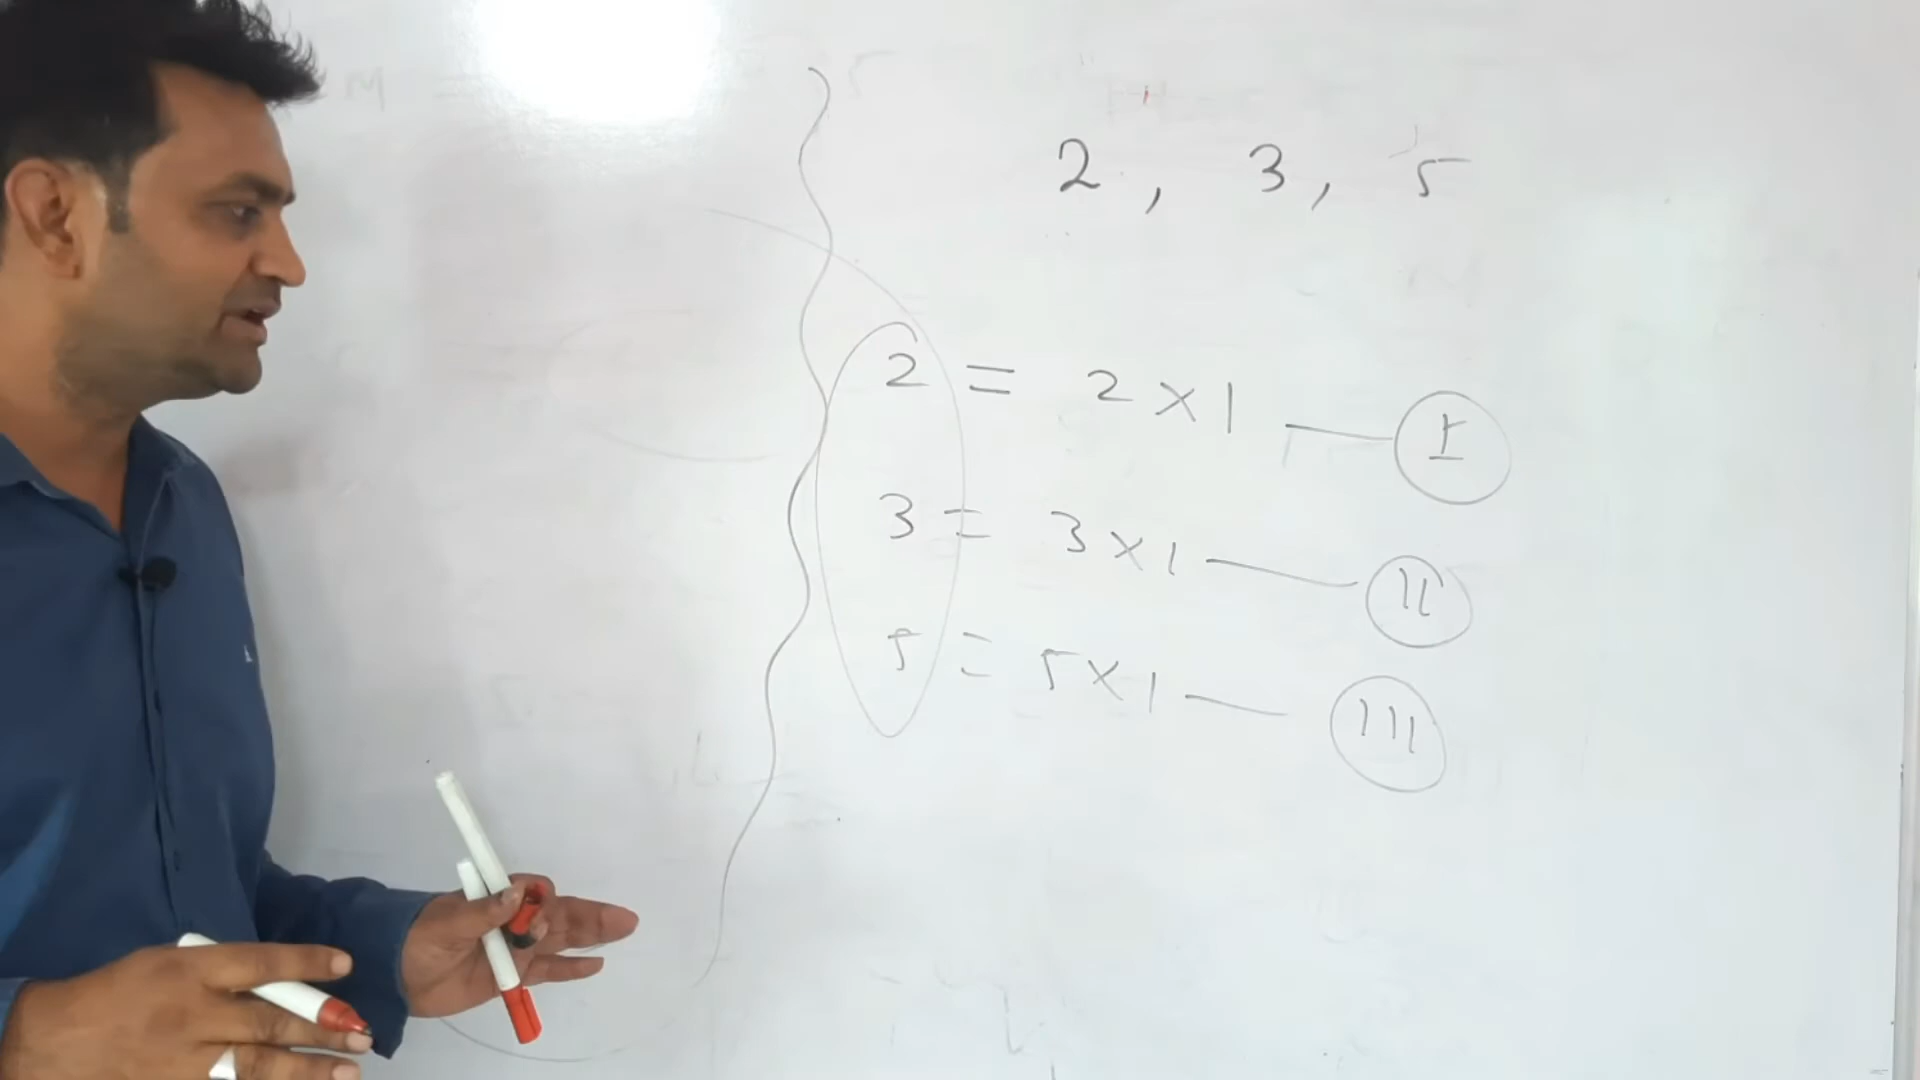 2, 3, 5
2 = 2 × 1 — I
3 = 3 × 1 — II
5 = 5 × 1 — III